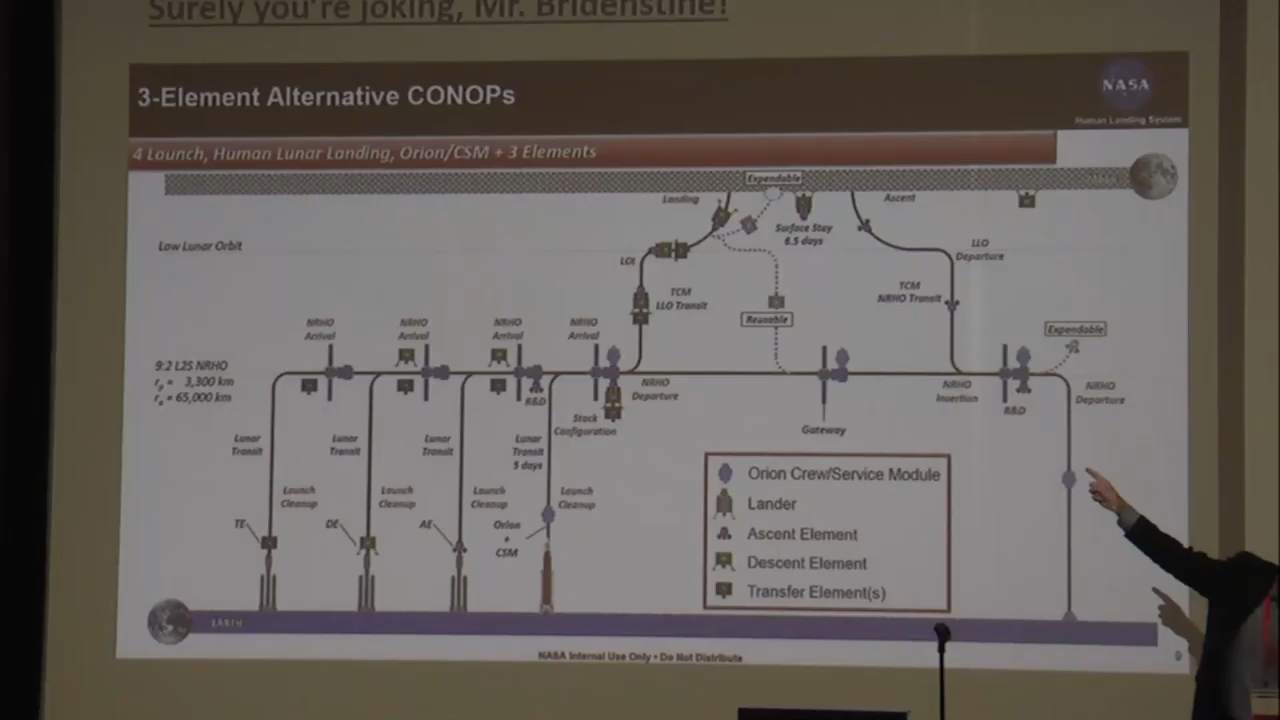 Surely you're joking, Mr. Bridenstine!
3-Element Alternative CONOPs
NASA
Human Landing System
4 Launch, Human Lunar Landing, Orion/CSM + 3 Elements
Expendable
Landing
Ascent
Surface Stay
6.5 days
Low Lunar Orbit
LOI
LLO
Departure
TCM
LLO Transit
TCM
NRHO Transit
Reusable
Expendable
NRHO
Arrival
NRHO
Arrival
NRHO
Arrival
NRHO
Arrival
9:2 L2S NRHO
rp = 3,300 km
ra = 65,000 km
R&D
NRHO
Departure
NRHO
Insertion
R&D
NRHO
Departure
Stack
Configuration
Gateway
Lunar
Transit
Lunar
Transit
Lunar
Transit
Lunar
Transit
5 days
Launch
Cleanup
Launch
Cleanup
Launch
Cleanup
Launch
Cleanup
TE
DE
AE
Orion
+
CSM
Orion Crew/Service Module
Lander
Ascent Element
Descent Element
Transfer Element(s)
EARTH
NASA Internal Use Only • Do Not Distribute
9